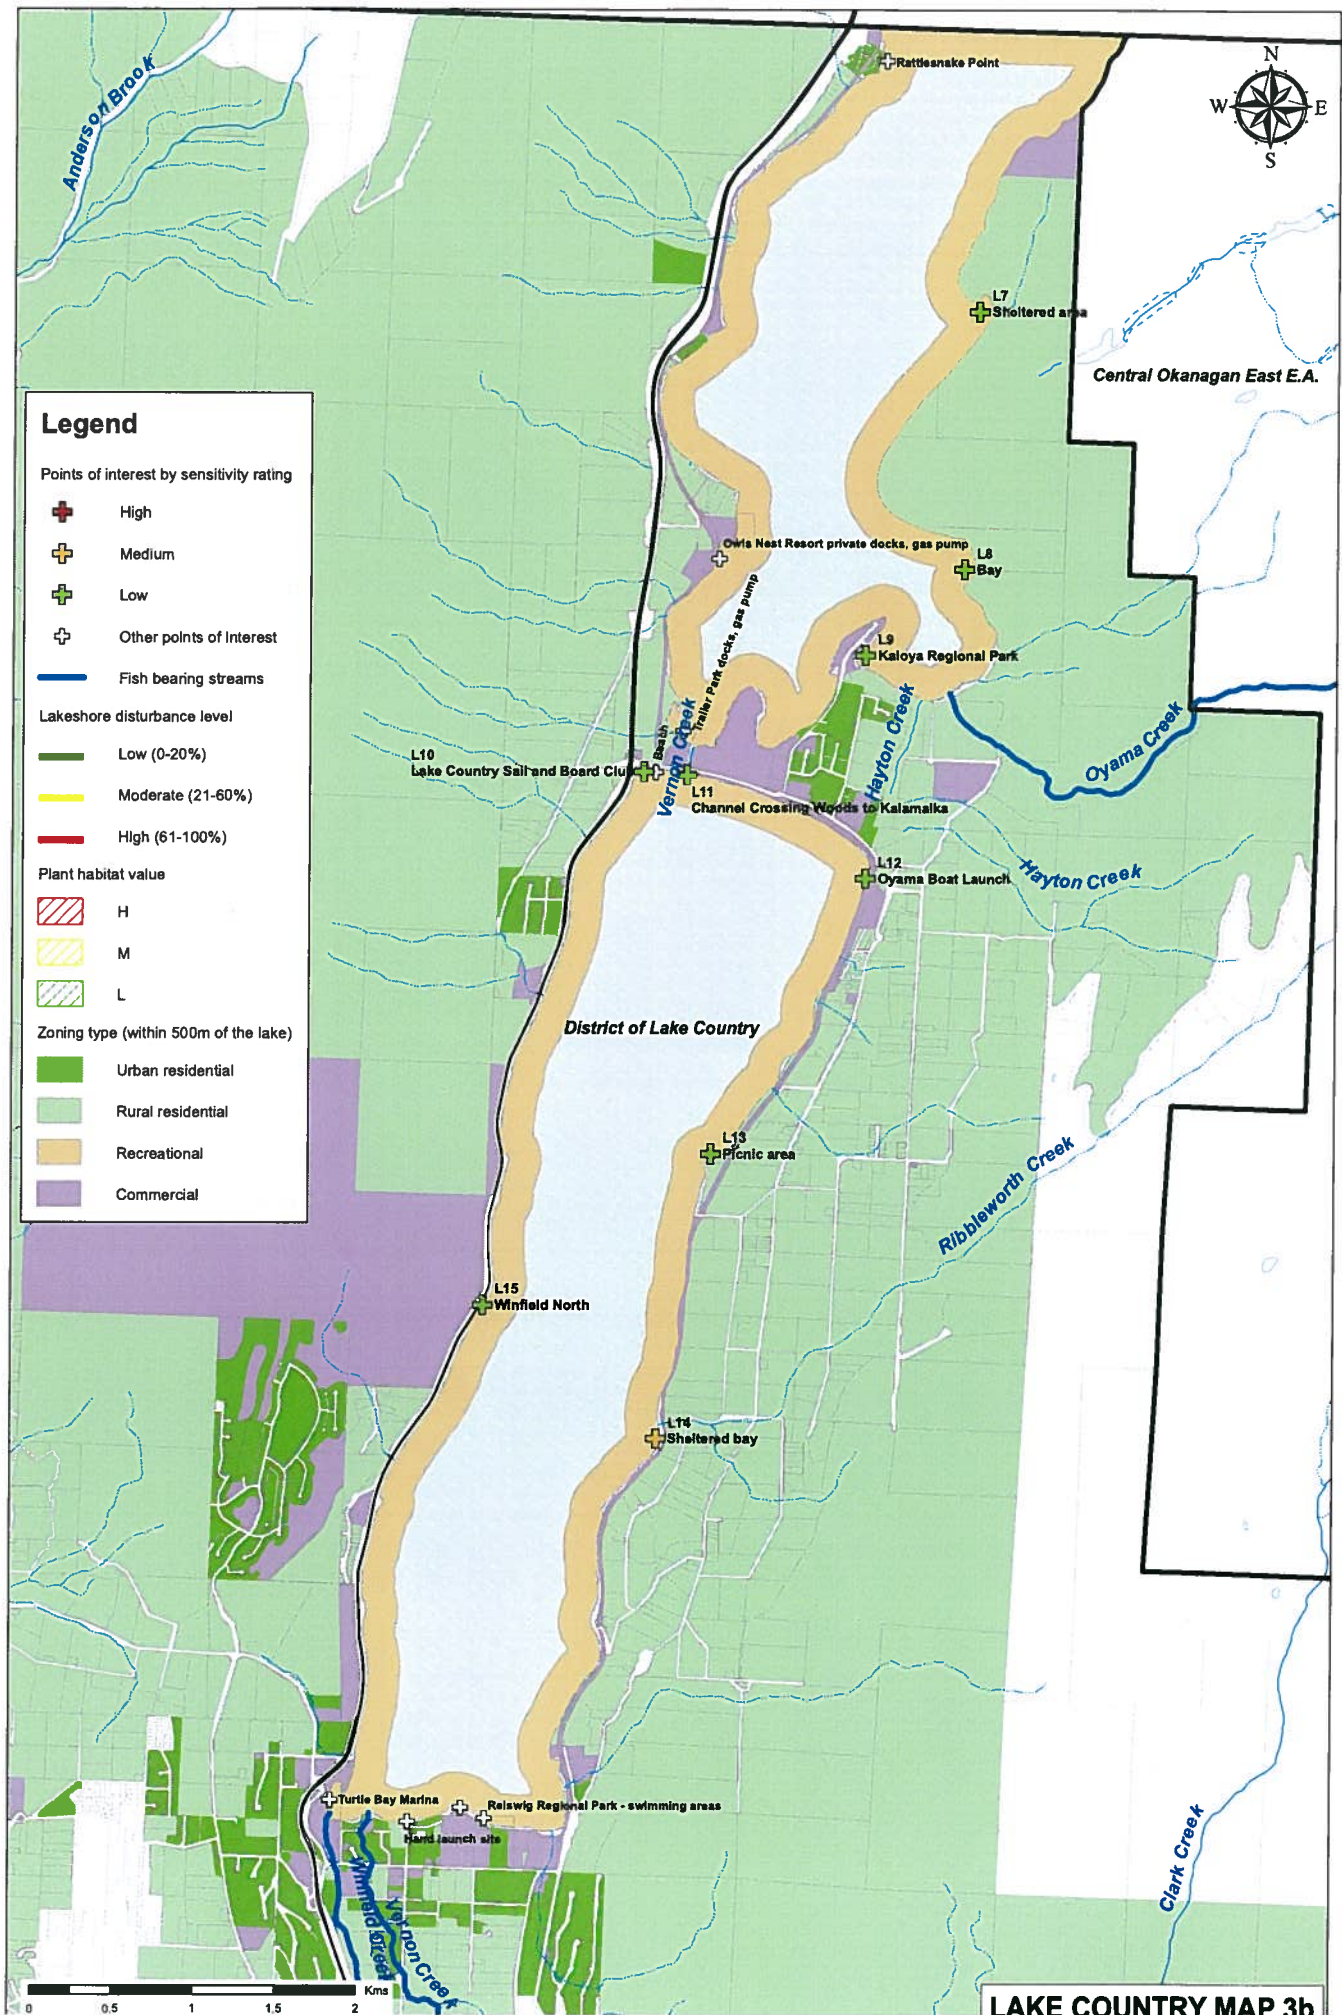 Rattlesnake Point
N
W
E
S
Anderson Brook
L7
Sheltered area
Central Okanagan East E.A.
Legend
Points of interest by sensitivity rating
High
Medium
Low
Other points of interest
Fish bearing streams
Lakeshore disturbance level
Low (0-20%)
Moderate (21-60%)
High (61-100%)
Plant habitat value
H
M
L
Zoning type (within 500m of the lake)
Urban residential
Rural residential
Recreational
Commercial
Owls Nest Resort private docks, gas pump
L8
Bay
Trailer Park docks, gas pump
L9
Kaloya Regional Park
Hayton Creek
Oyama Creek
Beach
Vernon Creek
L10
Lake Country Sail and Board Clu
L11
Channel Crossing Woods to Kalamalka
L12
Oyama Boat Launch
Hayton Creek
District of Lake Country
L13
Picnic area
Ribbleworth Creek
L15
Winfield North
L14
Sheltered bay
Turtle Bay Marina
Reiswig Regional Park - swimming areas
Hand launch site
Winfield Creek
Vernon Creek
Clark Creek
0
0.5
1
1.5
2
Kms
LAKE COUNTRY MAP 3b